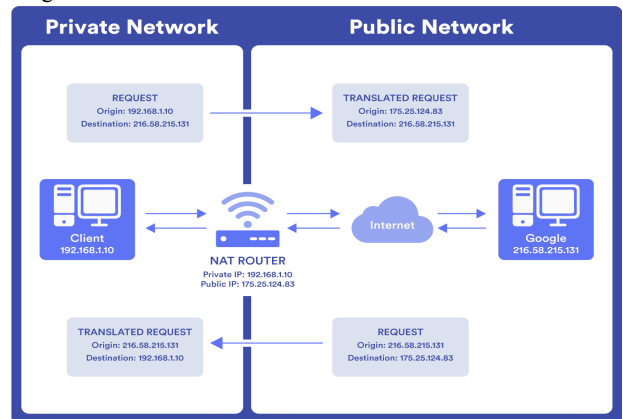 Private Network
Public Network
REQUEST
Origin: 192.168.1.10
Destination: 216.58.215.131
TRANSLATED REQUEST
Origin: 175.25.124.83
Destination: 216.58.215.131
Client
192.168.1.10
NAT ROUTER
Private IP: 192.168.1.10
Public IP: 175.25.124.83
Internet
Google
216.58.215.131
TRANSLATED REQUEST
Origin: 216.58.215.131
Destination: 192.168.1.10
REQUEST
Origin: 216.58.215.131
Destination: 175.25.124.83